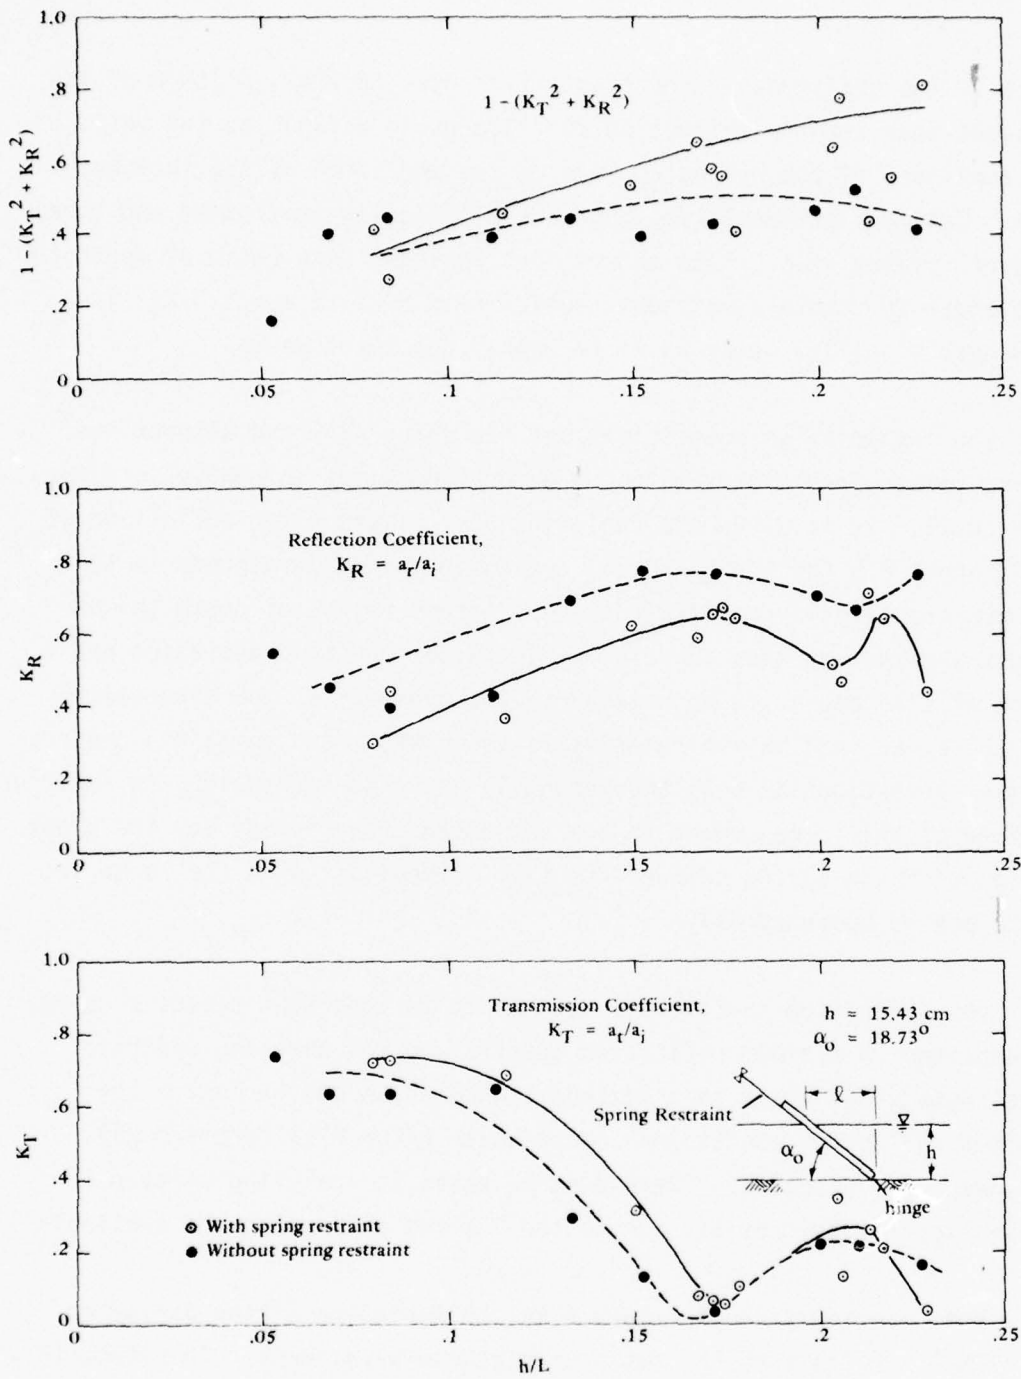 1.0
.8
.6
.4
.2
0
1 - (K_T^2 + K_R^2)
1 - (K_T^2 + K_R^2)
0
.05
.1
.15
.2
.25
1.0
.8
.6
.4
.2
0
K_R
Reflection Coefficient,
K_R = a_r/a_i
0
.05
.1
.15
.2
.25
1.0
.8
.6
.4
.2
0
K_T
Transmission Coefficient,
K_T = a_t/a_i
h = 15.43 cm
α_o = 18.73°
ℓ
Spring Restraint
α_o
h
hinge
⊙ With spring restraint
● Without spring restraint
0
.05
.1
.15
.2
.25
h/L